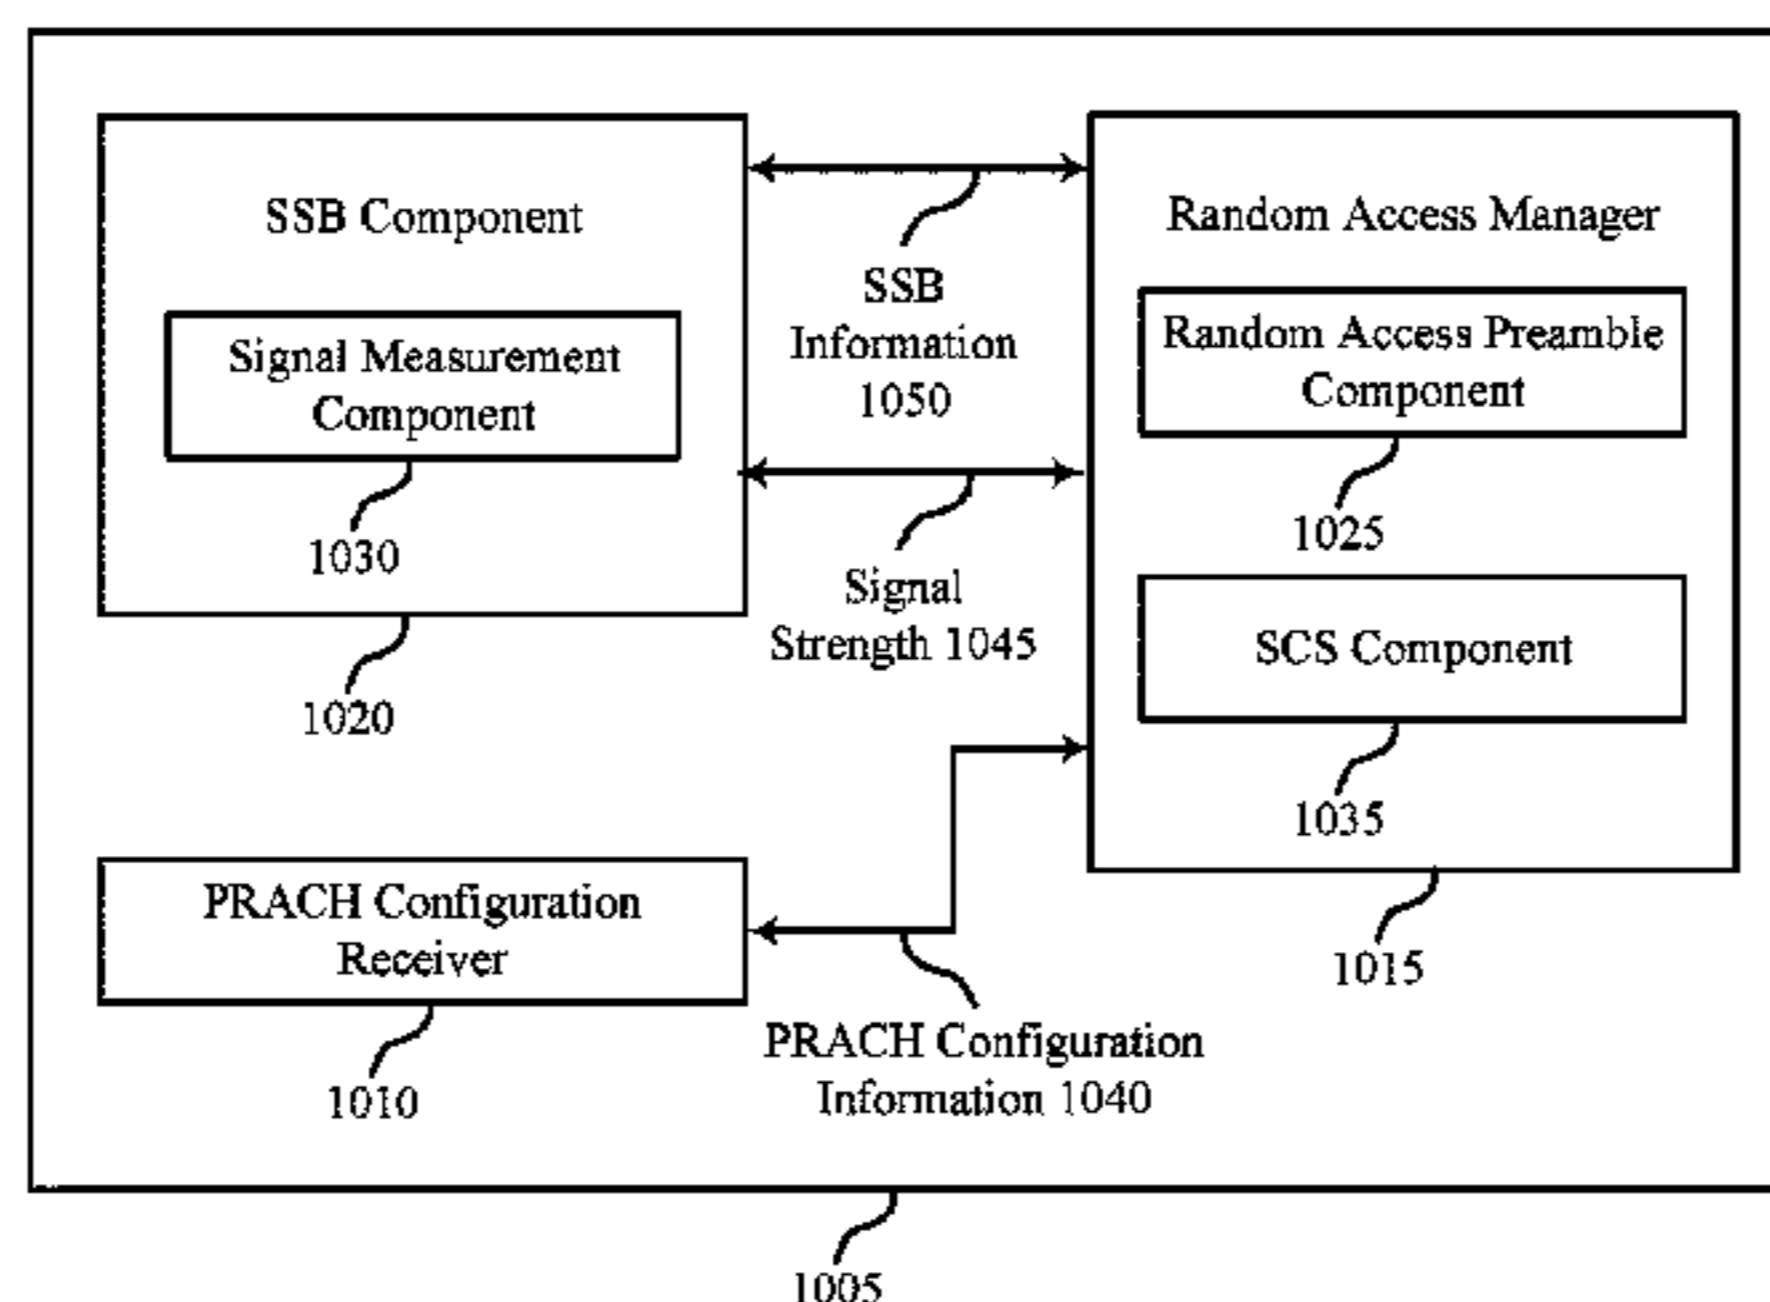 SSB Component
Signal Measurement
Component
1030
1020
SSB
Information
1050
Signal
Strength 1045
Random Access Manager
Random Access Preamble
Component
1025
SCS Component
1035
1015
PRACH Configuration
Receiver
1010
PRACH Configuration
Information 1040
1005